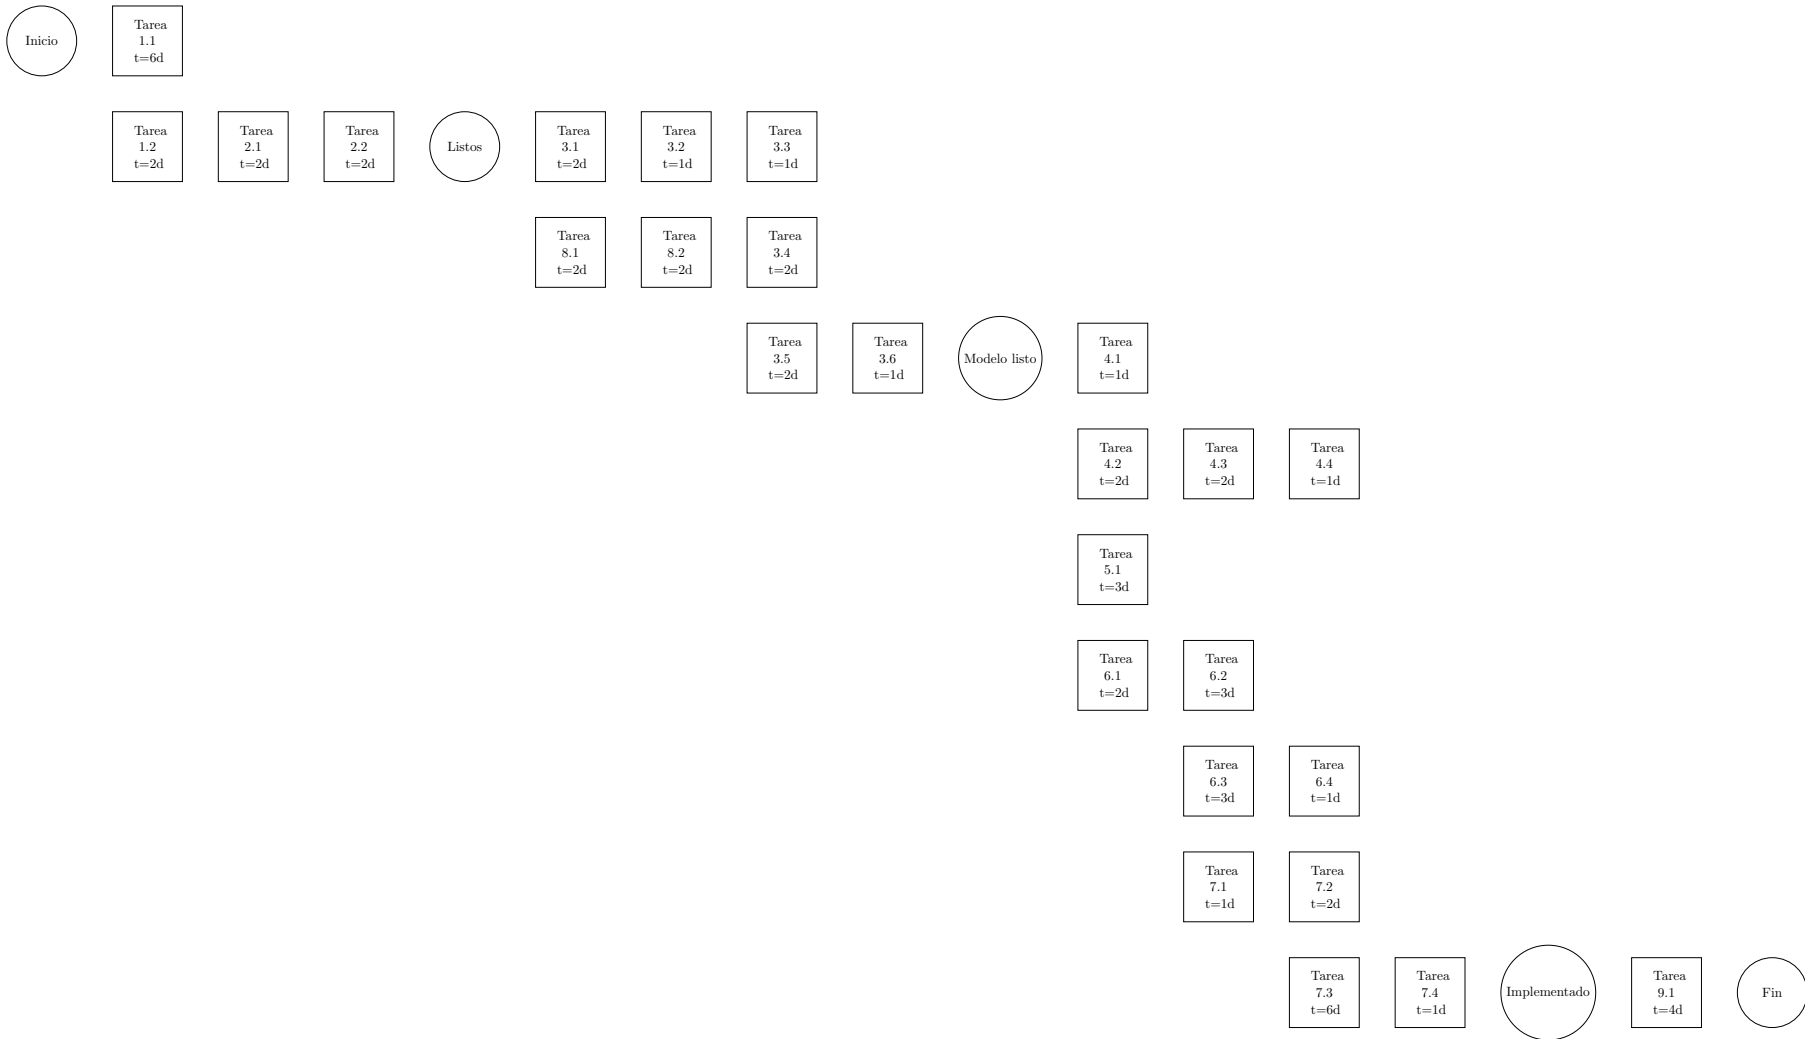 Inicio
Tarea
1.1
t=6d
Tarea
1.2
t=2d
Tarea
2.1
t=2d
Tarea
2.2
t=2d
Listos
Tarea
3.1
t=2d
Tarea
3.2
t=1d
Tarea
3.3
t=1d
Tarea
8.1
t=2d
Tarea
8.2
t=2d
Tarea
3.4
t=2d
Tarea
3.5
t=2d
Tarea
3.6
t=1d
Modelo listo
Tarea
4.1
t=1d
Tarea
4.2
t=2d
Tarea
4.3
t=2d
Tarea
4.4
t=1d
Tarea
5.1
t=3d
Tarea
6.1
t=2d
Tarea
6.2
t=3d
Tarea
6.3
t=3d
Tarea
6.4
t=1d
Tarea
7.1
t=1d
Tarea
7.2
t=2d
Tarea
7.3
t=6d
Tarea
7.4
t=1d
Implementado
Tarea
9.1
t=4d
Fin